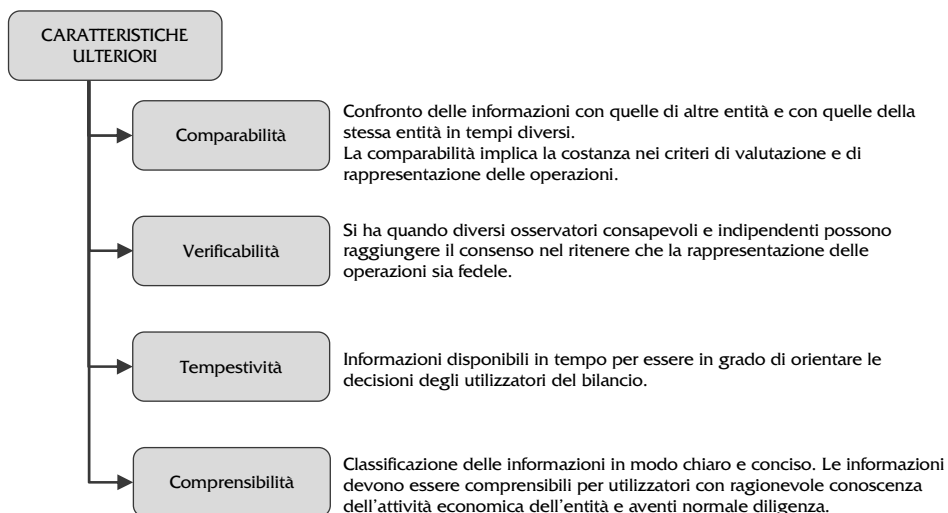 CARATTERISTICHE
ULTERIORI
Comparabilità
Confronto delle informazioni con quelle di altre entità e con quelle della
stessa entità in tempi diversi.
La comparabilità implica la costanza nei criteri di valutazione e di
rappresentazione delle operazioni.
Verificabilità
Si ha quando diversi osservatori consapevoli e indipendenti possono
raggiungere il consenso nel ritenere che la rappresentazione delle
operazioni sia fedele.
Tempestività
Informazioni disponibili in tempo per essere in grado di orientare le
decisioni degli utilizzatori del bilancio.
Comprensibilità
Classificazione delle informazioni in modo chiaro e conciso. Le informazioni
devono essere comprensibili per utilizzatori con ragionevole conoscenza
dell'attività economica dell'entità e aventi normale diligenza.